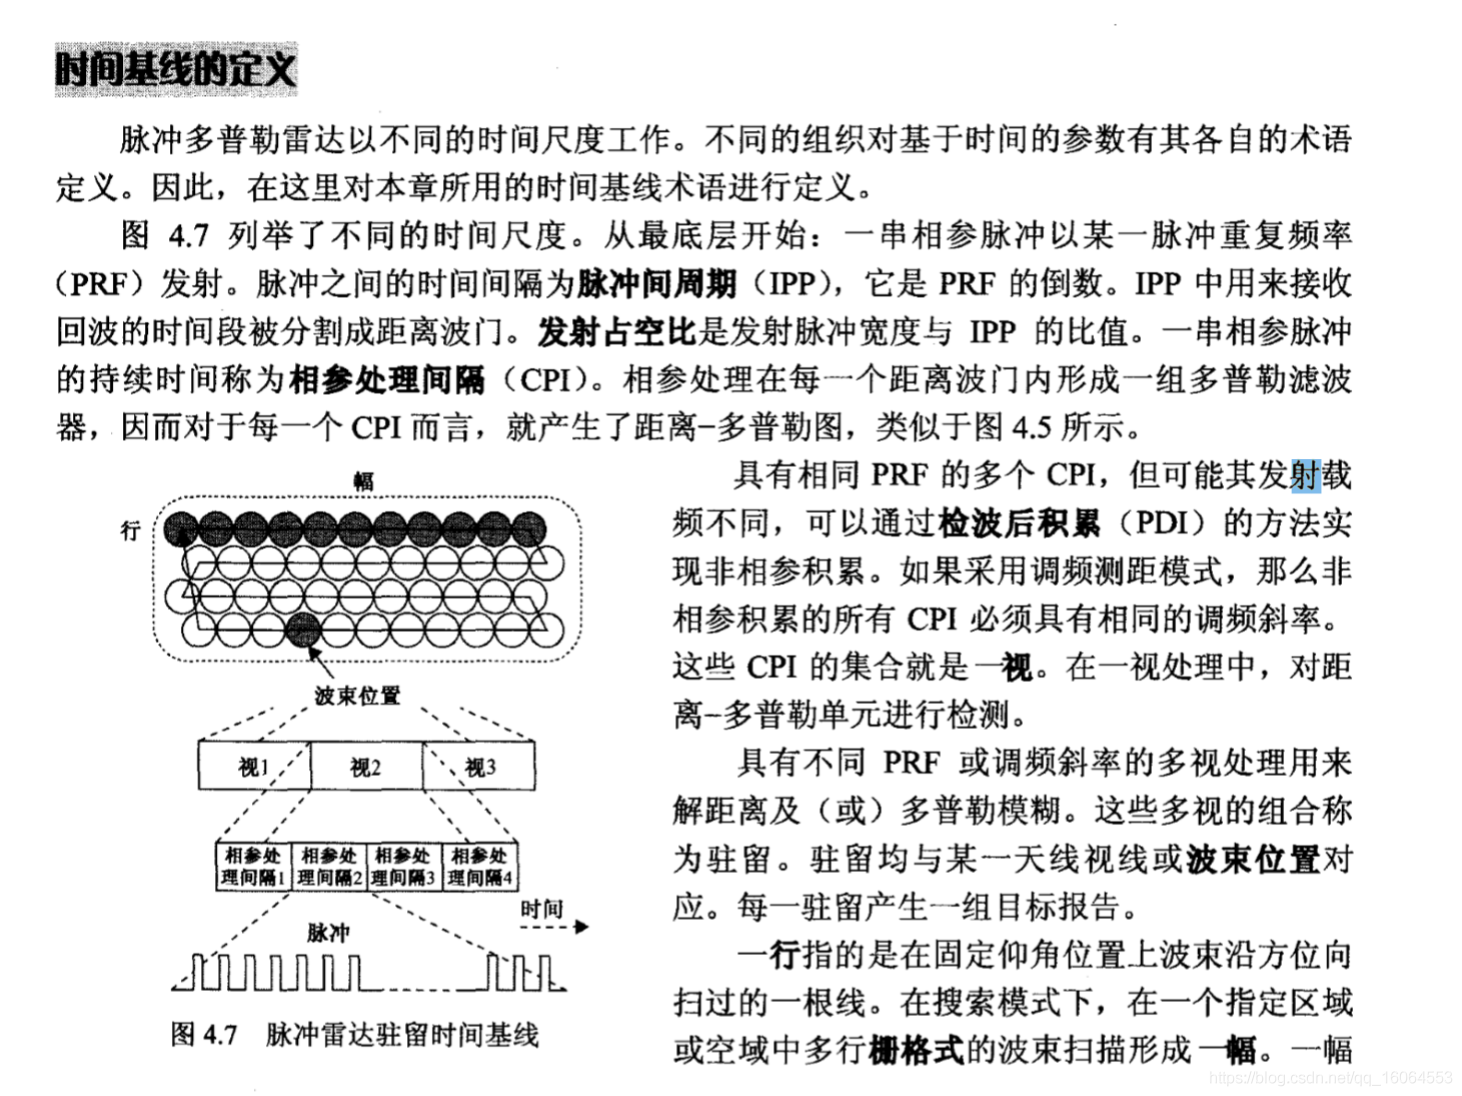 时间基线的定义
脉冲多普勒雷达以不同的时间尺度工作。不同的组织对基于时间的参数有其各自的术语
定义。因此，在这里对本章所用的时间基线术语进行定义。
图 4.7 列举了不同的时间尺度。从最底层开始：一串相参脉冲以某一脉冲重复频率
（PRF）发射。脉冲之间的时间间隔为脉冲间周期（IPP），它是 PRF 的倒数。IPP 中用来接收
回波的时间段被分割成距离波门。发射占空比是发射脉冲宽度与 IPP 的比值。一串相参脉冲
的持续时间称为相参处理间隔（CPI）。相参处理在每一个距离波门内形成一组多普勒滤波
器，因而对于每一个 CPI 而言，就产生了距离-多普勒图，类似于图 4.5 所示。
幅
行
波束位置
视1
视2
视3
相参处
理间隔1
相参处
理间隔2
相参处
理间隔3
相参处
理间隔4
时间
脉冲
图 4.7 脉冲雷达驻留时间基线
具有相同 PRF 的多个 CPI，但可能其发射载
频不同，可以通过检波后积累（PDI）的方法实
现非相参积累。如果采用调频测距模式，那么非
相参积累的所有 CPI 必须具有相同的调频斜率。
这些 CPI 的集合就是一视。在一视处理中，对距
离-多普勒单元进行检测。
具有不同 PRF 或调频斜率的多视处理用来
解距离及（或）多普勒模糊。这些多视的组合称
为驻留。驻留均与某一天线视线或波束位置对
应。每一驻留产生一组目标报告。
一行指的是在固定仰角位置上波束沿方位向
扫过的一根线。在搜索模式下，在一个指定区域
或空域中多行栅格式的波束扫描形成一幅。一幅
https://blog.csdn.net/qq_16064553